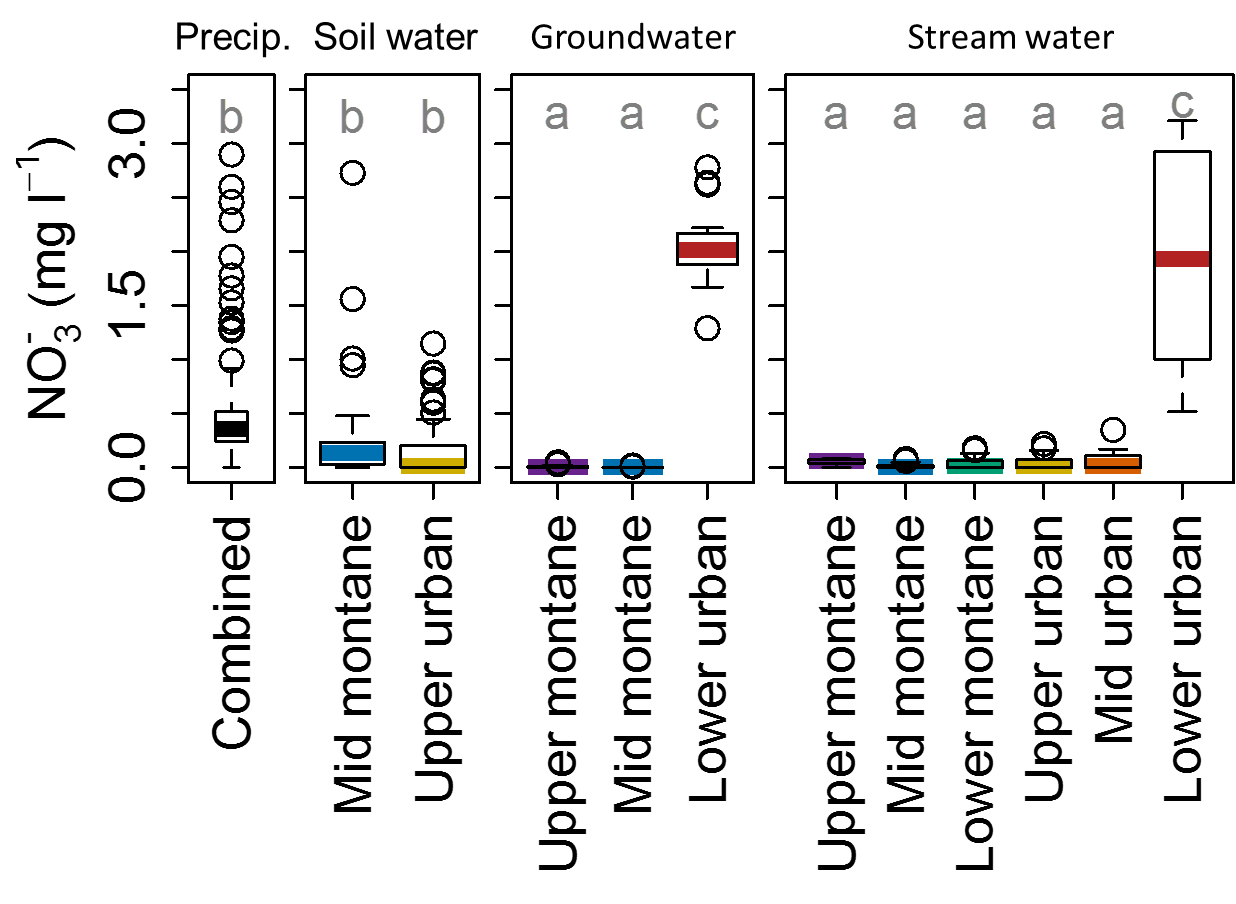 Precip. Soil water Groundwater Stream water
b b b a a c a a a a a c
NO₃⁻ (mg l⁻¹)
3.0
1.5
0.0
Combined
Mid montane
Upper urban
Upper montane
Mid montane
Lower urban
Upper montane
Mid montane
Lower montane
Upper urban
Mid urban
Lower urban